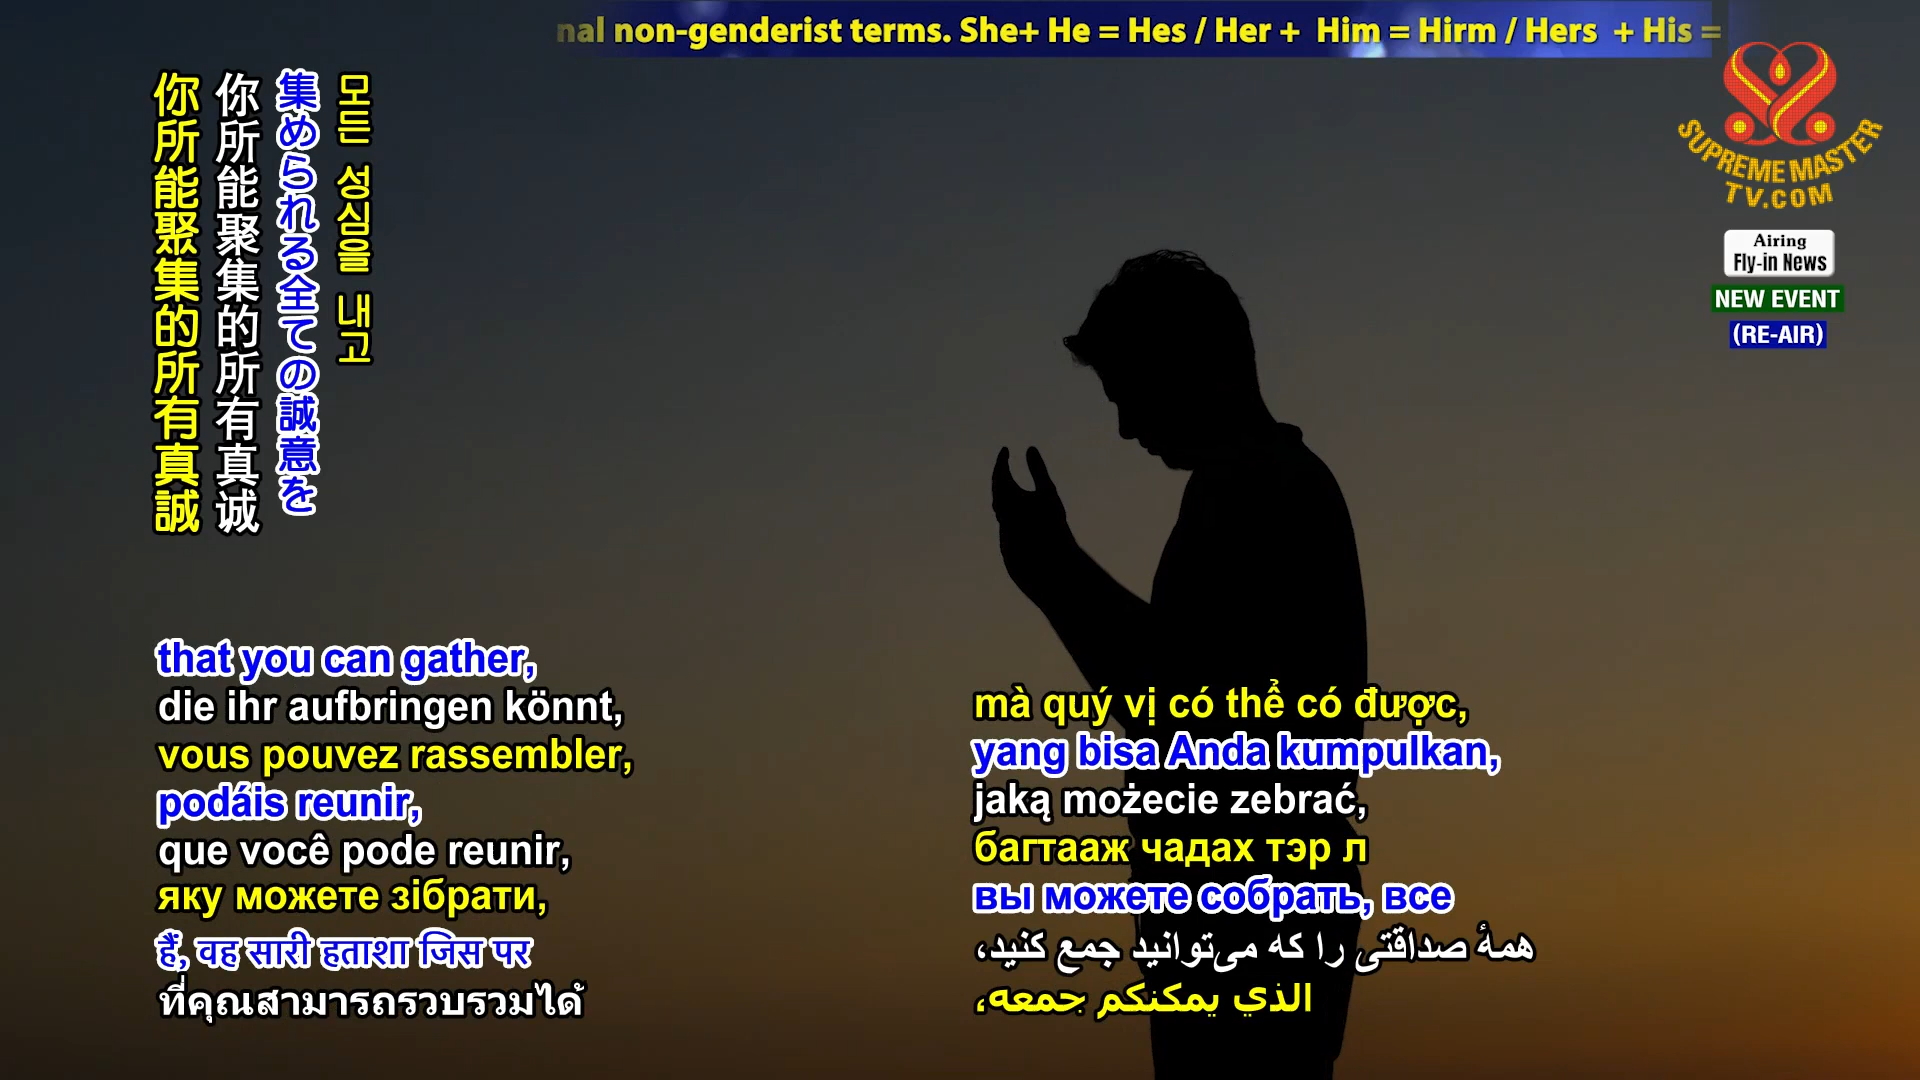 nal non-genderist terms. She+ He = Hes / Her + Him = Hirm / Hers + His =
SUPREME MASTER
TV.COM
Airing
Fly-in News
NEW EVENT
(RE-AIR)
모든 성심을 내고
集められる全ての誠意を
你所能聚集的所有真诚
你所能聚集的所有真誠
that you can gather,
die ihr aufbringen könnt,
vous pouvez rassembler,
podáis reunir,
que você pode reunir,
яку можете зібрати,
हैं, वह सारी हताशा जिस पर
ที่คุณสามารถรวบรวมได้
mà quý vị có thể có được,
yang bisa Anda kumpulkan,
jaką możecie zebrać,
багтааж чадах тэр л
вы можете собрать, все
همهٔ صداقتی را که می‌توانید جمع کنید،
الذي يمكنكم جمعه،